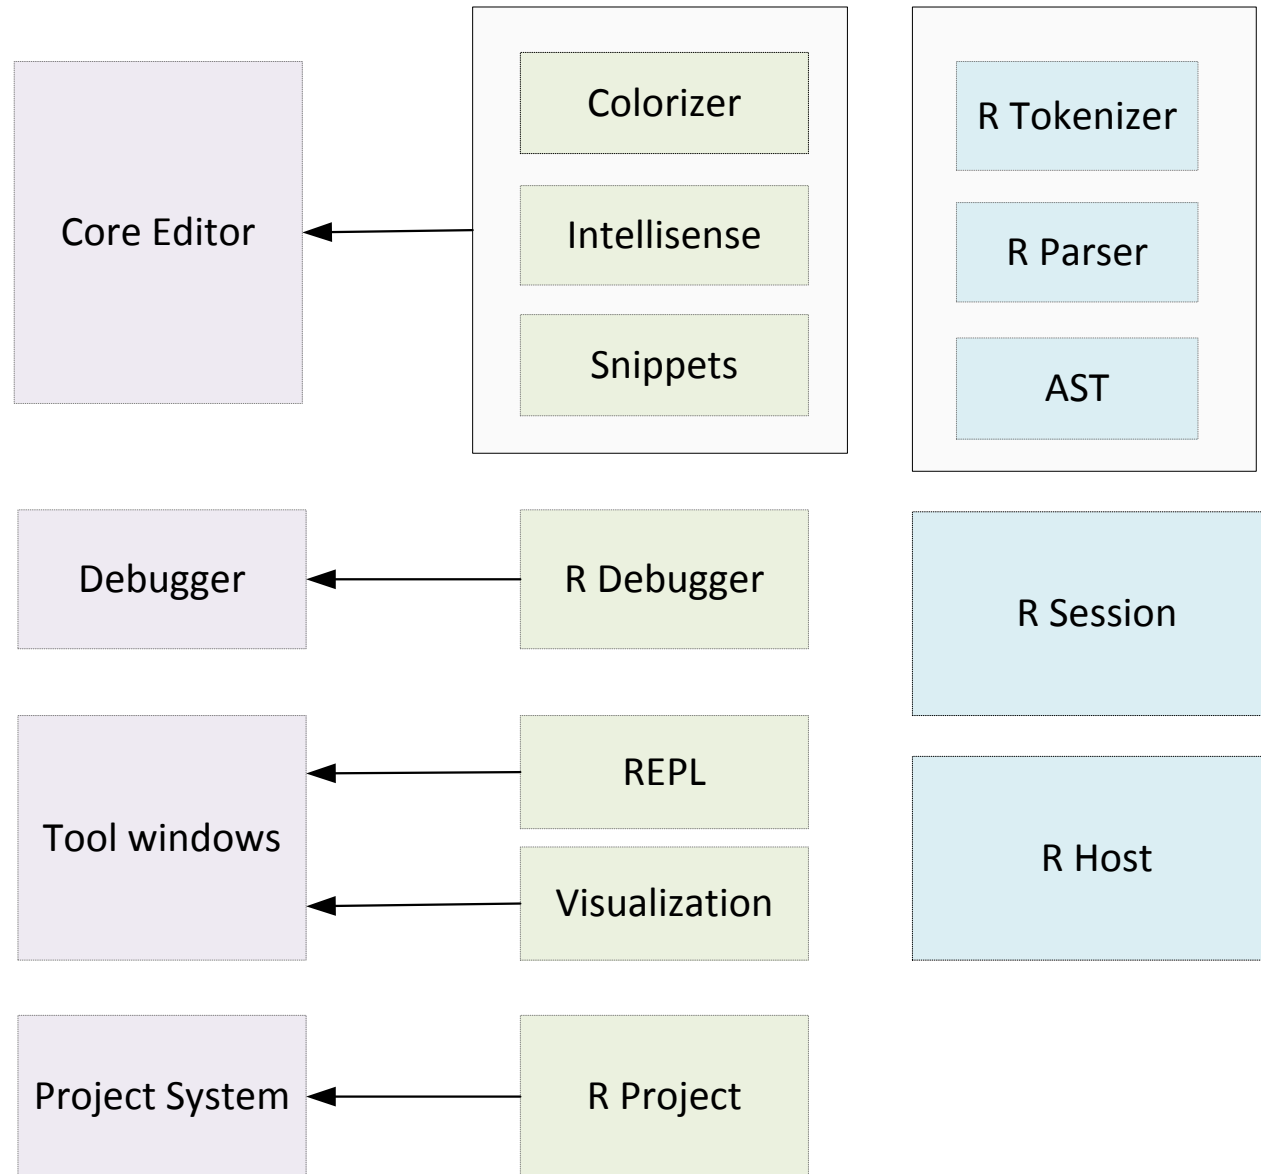 Core Editor
Colorizer
Intellisense
Snippets
R Tokenizer
R Parser
AST
Debugger
R Debugger
R Session
Tool windows
REPL
Visualization
R Host
Project System
R Project